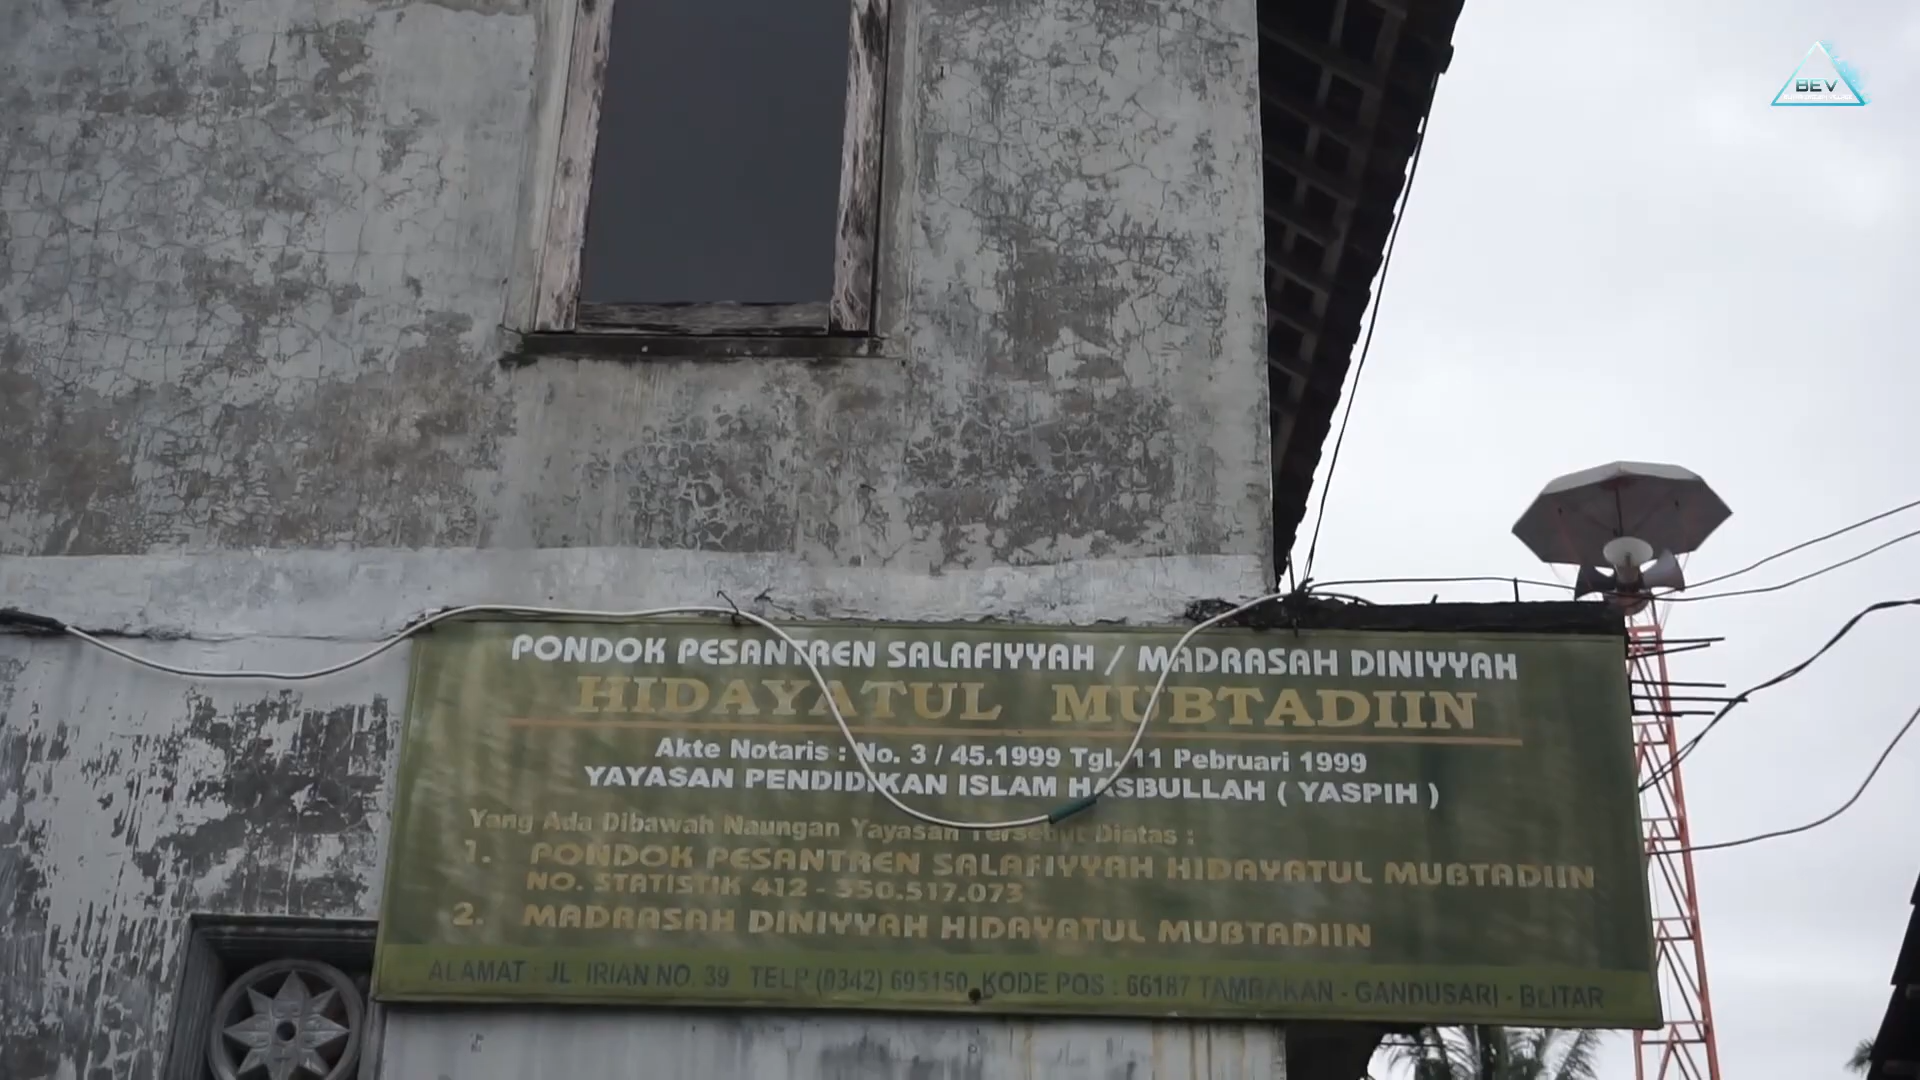 BEV
PONDOK PESANTREN SALAFIYYAH / MADRASAH DINIYYAH
HIDAYATUL MUBTADIIN
Akte Notaris : No. 3 / 45.1999 Tgl. 11 Pebruari 1999
YAYASAN PENDIDIKAN ISLAM HASBULLAH ( YASPIH )
Yang Ada Dibawah Naungan Yayasan Tersebut Diatas :
1. PONDOK PESANTREN SALAFIYYAH HIDAYATUL MUBTADIIN
NO. STATISTIK 412 - 350.517.073
2. MADRASAH DINIYYAH HIDAYATUL MUBTADIIN
ALAMAT : JL. IRIAN NO. 39 TELP (0342) 695150 KODE POS : 66187 TAMBAKAN - GANDUSARI - BLITAR